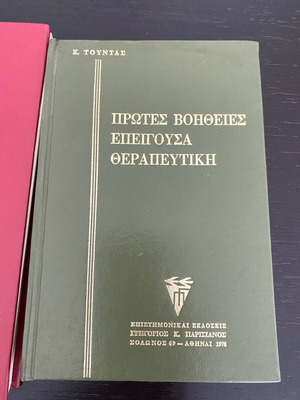 Κ. ΤΟΥΝΤΑΣ
ΠΡΩΤΕΣ ΒΟΗΘΕΙΕΣ
ΕΠΕΙΓΟΥΣΑ
ΘΕΡΑΠΕΥΤΙΚΗ
ΕΠΙΣΤΗΜΟΝΙΚΑΙ ΕΚΔΟΣΕΙΣ
ΓΡΗΓΟΡΙΟΣ Κ. ΠΑΡΙΣΙΑΝΟΣ
ΣΟΛΩΝΟΣ 69 — ΑΘΗΝΑΙ 1978